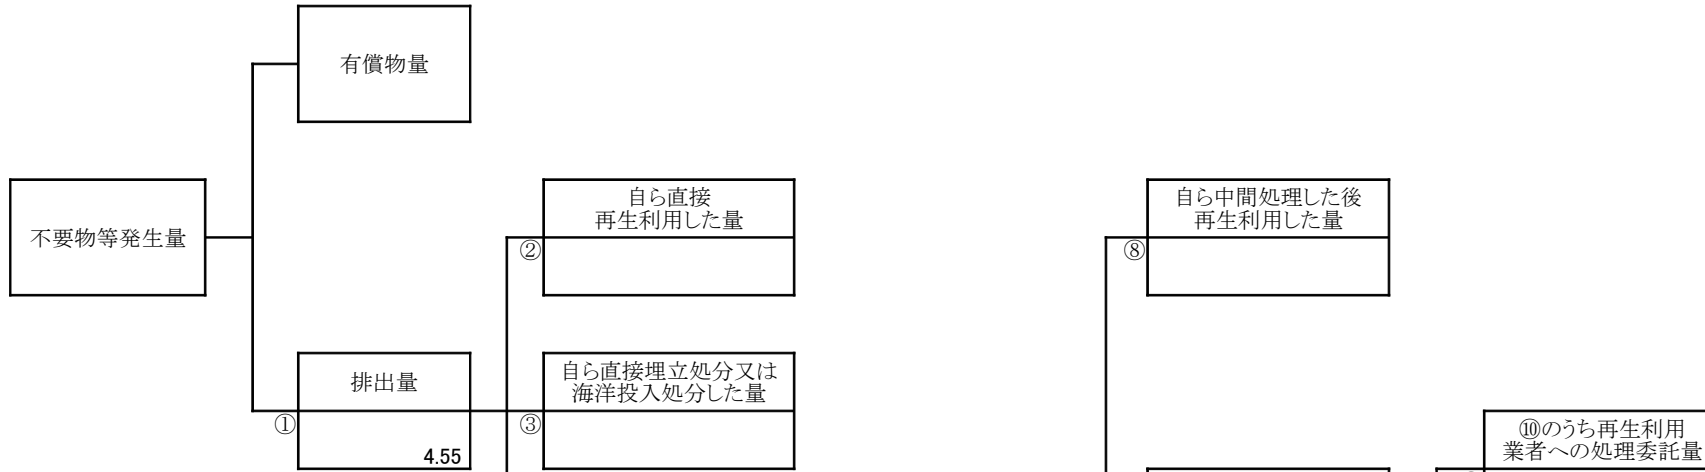 有償物量
不要物等発生量
自ら直接
再生利用した量
②
自ら中間処理した後
再生利用した量
⑧
排出量
①
4.55
自ら直接埋立処分又は
海洋投入処分した量
③
⑩のうち再生利用
業者への処理委託量